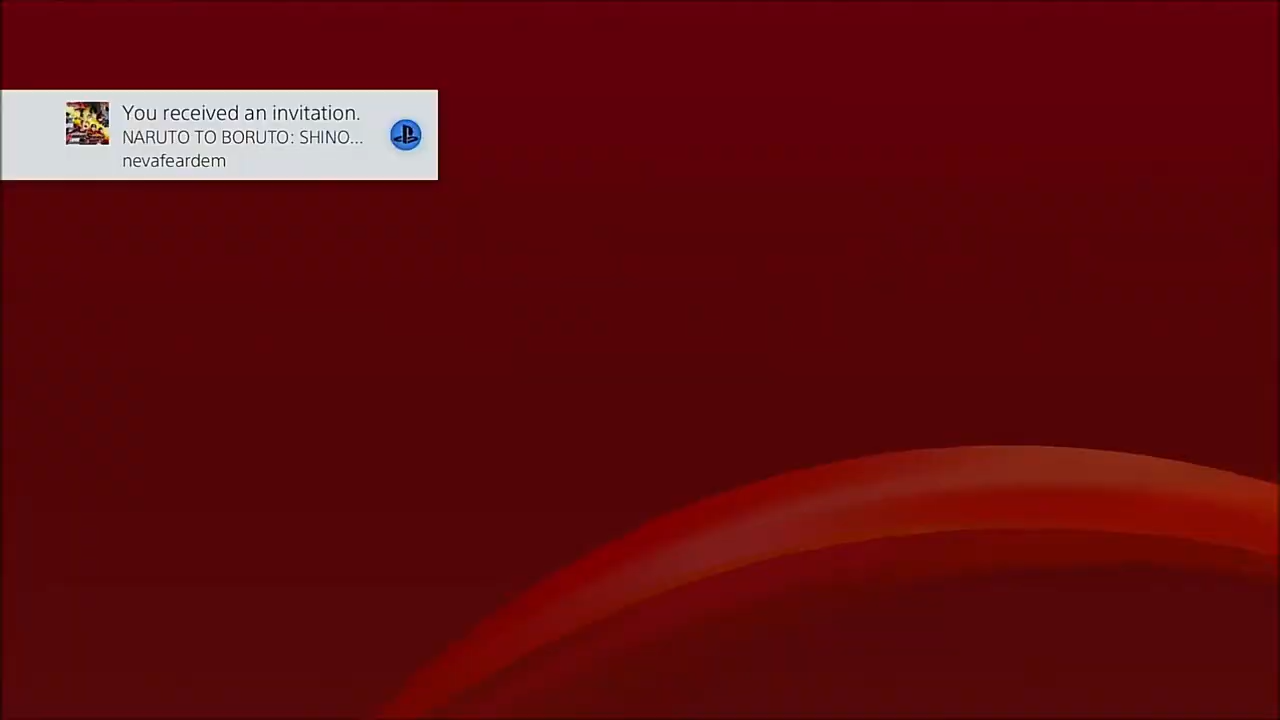 You received an invitation.
NARUTO TO BORUTO: SHINO...
nevafeardem